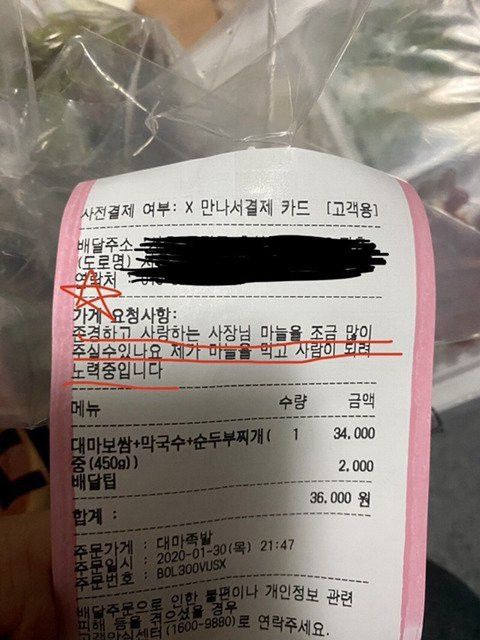 사전결제 여부: X 만나서결제 카드 [고객용]
배달주소
(도로명)
연락처 :
가게 요청사항:
존경하고 사랑하는 사장님 마늘을 조금 많이
주실수있나요 제가 마늘을 먹고 사람이 되려
노력중입니다
메뉴 수량 금액
대마보쌈+막국수+순두부찌개( 1 34,000
중(450g))
배달팁 2,000
36,000 원
합계 :
주문가게 : 대마족발
주문일시 : 2020-01-30(목) 21:47
주문번호 : B0L300VUSX
배달주문으로 인한 불편이나 개인정보 관련
피해 등을 겪으셨을 경우
고객안심센터(1600-9880)로 연락주세요.